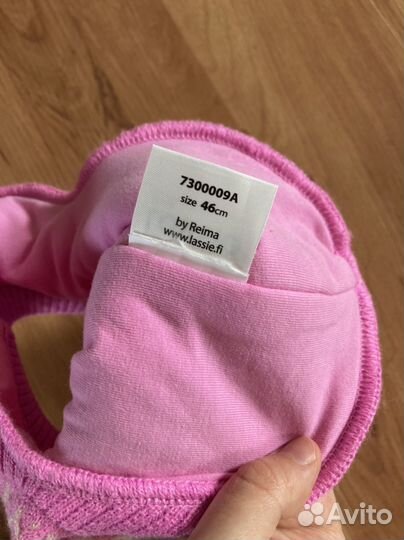 7300009A
size 46cm
by Reima
www.lassie.fi
Avito